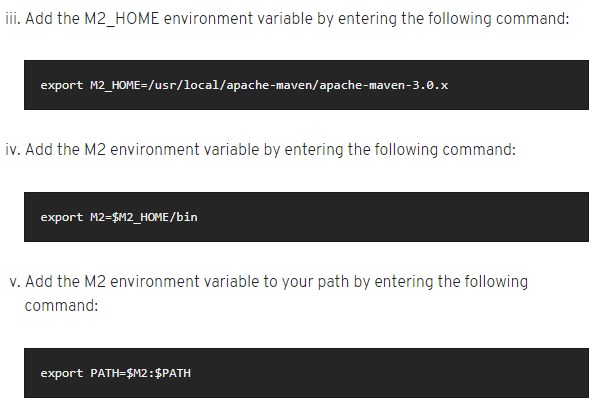 iii. Add the M2_HOME environment variable by entering the following command:
export M2_HOME=/usr/local/apache-maven/apache-maven-3.0.x
iv. Add the M2 environment variable by entering the following command:
export M2=$M2_HOME/bin
v. Add the M2 environment variable to your path by entering the following
command:
export PATH=$M2:$PATH